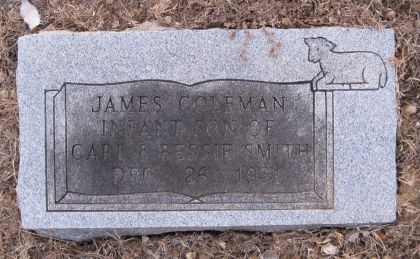 JAMES COLEMAN
INFANT SON OF
CARL & BESSIE SMITH
DEC. 26,